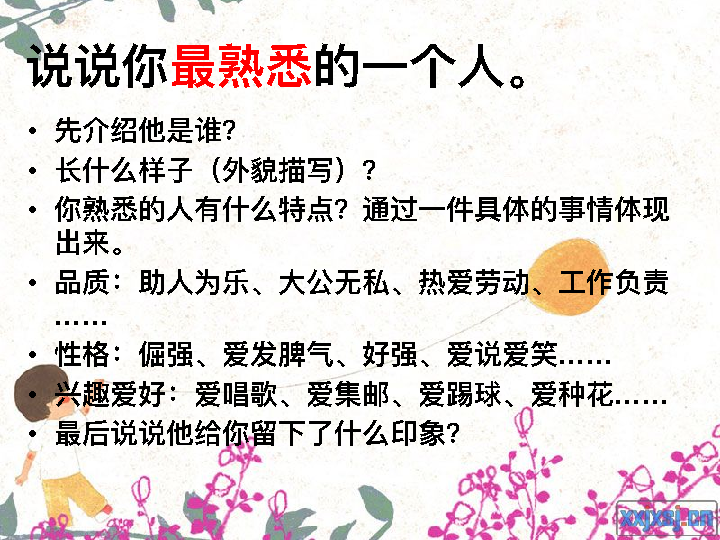 说说你最熟悉的一个人。
• 先介绍他是�？
• 长什么样子（外貌描写）？
• 你熟悉的人有什么特点？通过一件具体的事情体现
出来。
• 品质：助人为乐、大公无私、热爱劳动、工作负责
……
• 性格：倔强、爱发脾气、好强、爱说爱笑……
• 兴趣爱好：爱唱歌、爱集邮、爱踢球、爱种花……
• 最后说说他给你留下了什么印象？
xxjxsj.cn